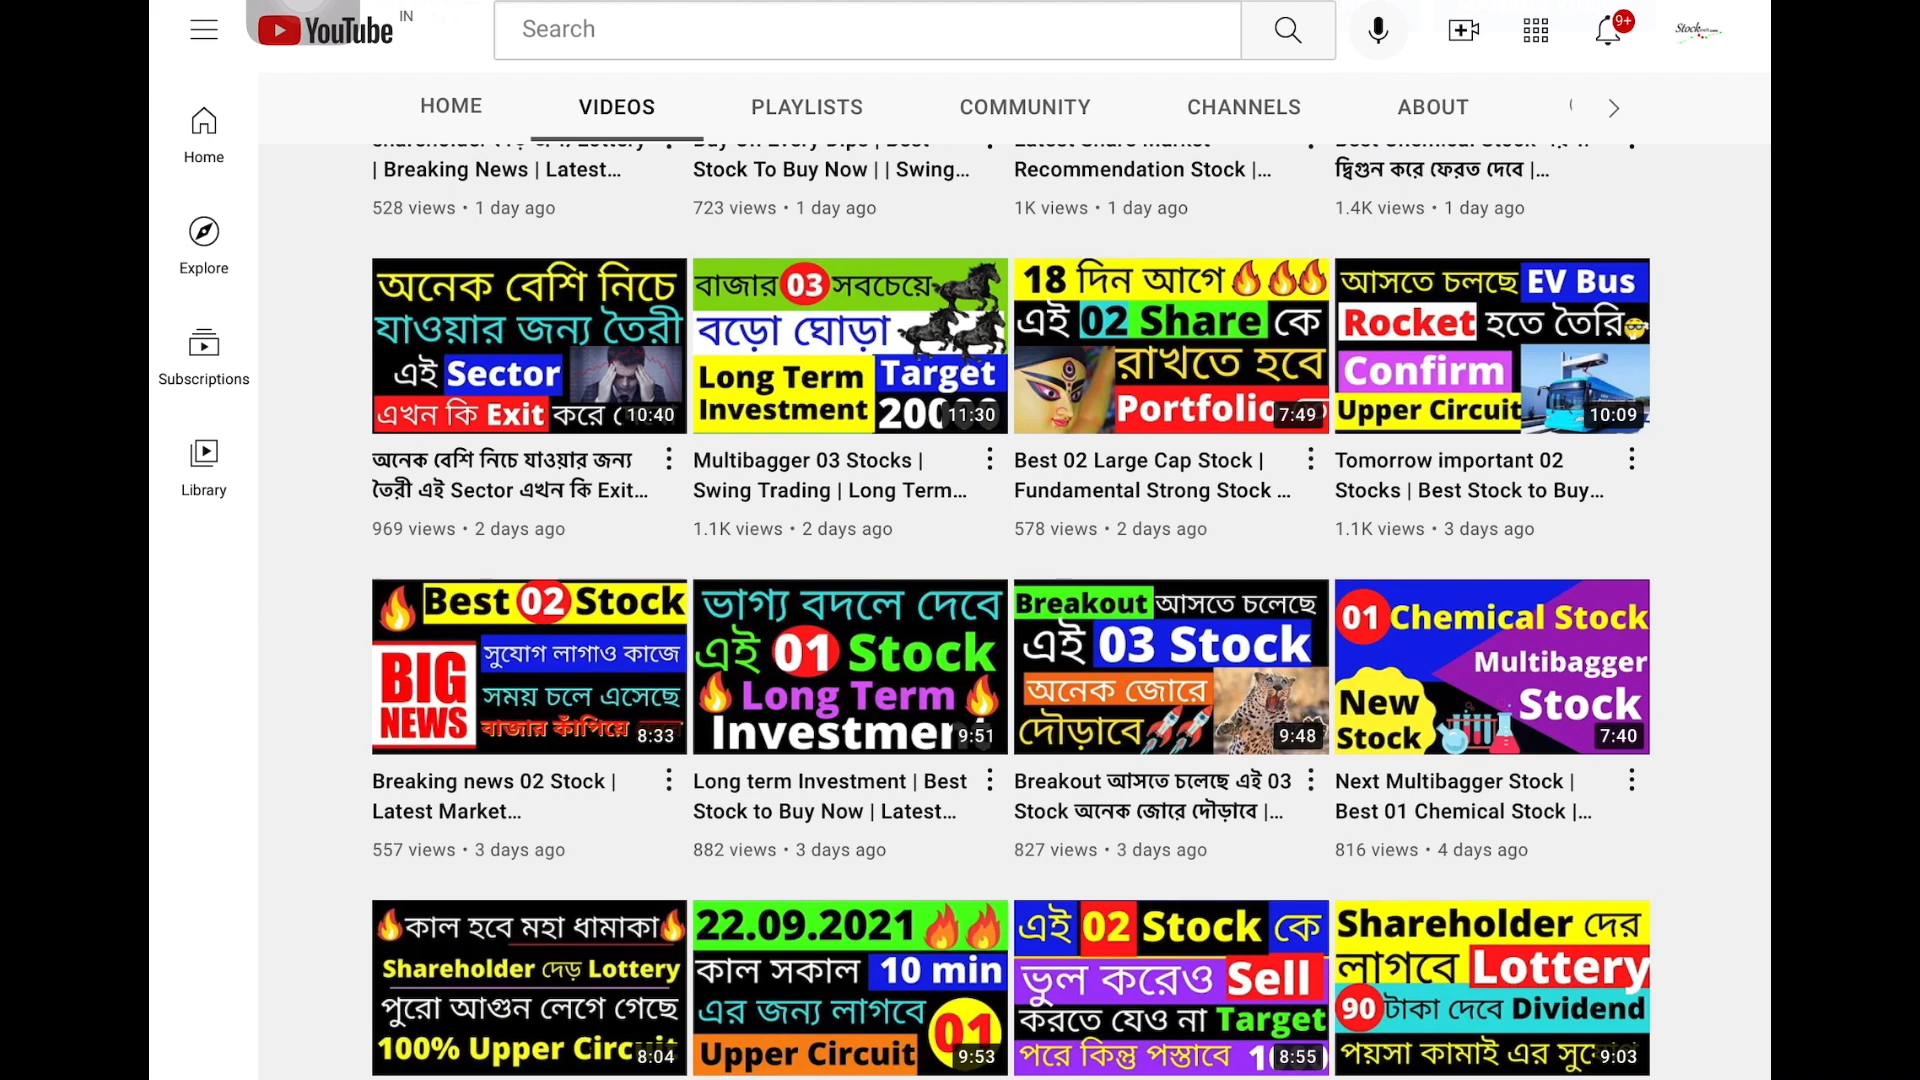 YouTube IN
Search
9+
HOME
VIDEOS
PLAYLISTS
COMMUNITY
CHANNELS
ABOUT
Home
Explore
Subscriptions
Library
| Breaking News | Latest...
528 views • 1 day ago
Stock To Buy Now | | Swing...
723 views • 1 day ago
Recommendation Stock |...
1K views • 1 day ago
দ্বিগুন করে ফেরত দেবে |...
1.4K views • 1 day ago
অনেক বেশি নিচে
যাওয়ার জন্য তৈরী
এই Sector
এখন কি Exit করে
10:40
অনেক বেশি নিচে যাওয়ার জন্য
তৈরী এই Sector এখন কি Exit...
969 views • 2 days ago
বাজার 03 সবচেয়ে
বড়ো ঘোড়া
Long Term
Investment
Target
11:30
Multibagger 03 Stocks |
Swing Trading | Long Term...
1.1K views • 2 days ago
18 দিন আগে
এই 02 Share কে
রাখতে হবে
Portfolio
7:49
Best 02 Large Cap Stock |
Fundamental Strong Stock ...
578 views • 2 days ago
আসতে চলছে EV Bus
Rocket হতে তৈরি
Confirm
Upper Circuit
10:09
Tomorrow important 02
Stocks | Best Stock to Buy...
1.1K views • 3 days ago
Best 02 Stock
BIG
NEWS
সুযোগ লাগাও কাজে
সময় চলে এসেছে
বাজার কাঁপিয়ে
8:33
Breaking news 02 Stock |
Latest Market...
557 views • 3 days ago
ভাগ্য বদলে দেবে
এই 01 Stock
Long Term
Investment
9:51
Long term Investment | Best
Stock to Buy Now | Latest...
882 views • 3 days ago
Breakout আসতে চলেছে
এই 03 Stock
অনেক জোরে
দৌড়াবে
9:48
Breakout আসতে চলেছে এই 03
Stock অনেক জোরে দৌড়াবে |...
827 views • 3 days ago
01 Chemical Stock
Multibagger
Stock
New
Stock
7:40
Next Multibagger Stock |
Best 01 Chemical Stock |...
816 views • 4 days ago
কাল হবে মহা ধামাকা
Shareholder দেড় Lottery
পুরো আগুন লেগে গেছে
100% Upper Circuit
8:04
22.09.2021
কাল সকাল 10 min
এর জন্য লাগবে
Upper Circuit
01
9:53
এই 02 Stock কে
ভুল করেও Sell
করতে যেও না Target
পরে কিন্তু পস্তাবে
8:55
Shareholder দের
লাগবে Lottery
90 টাকা দেবে Dividend
পয়সা কামাই এর
9:03